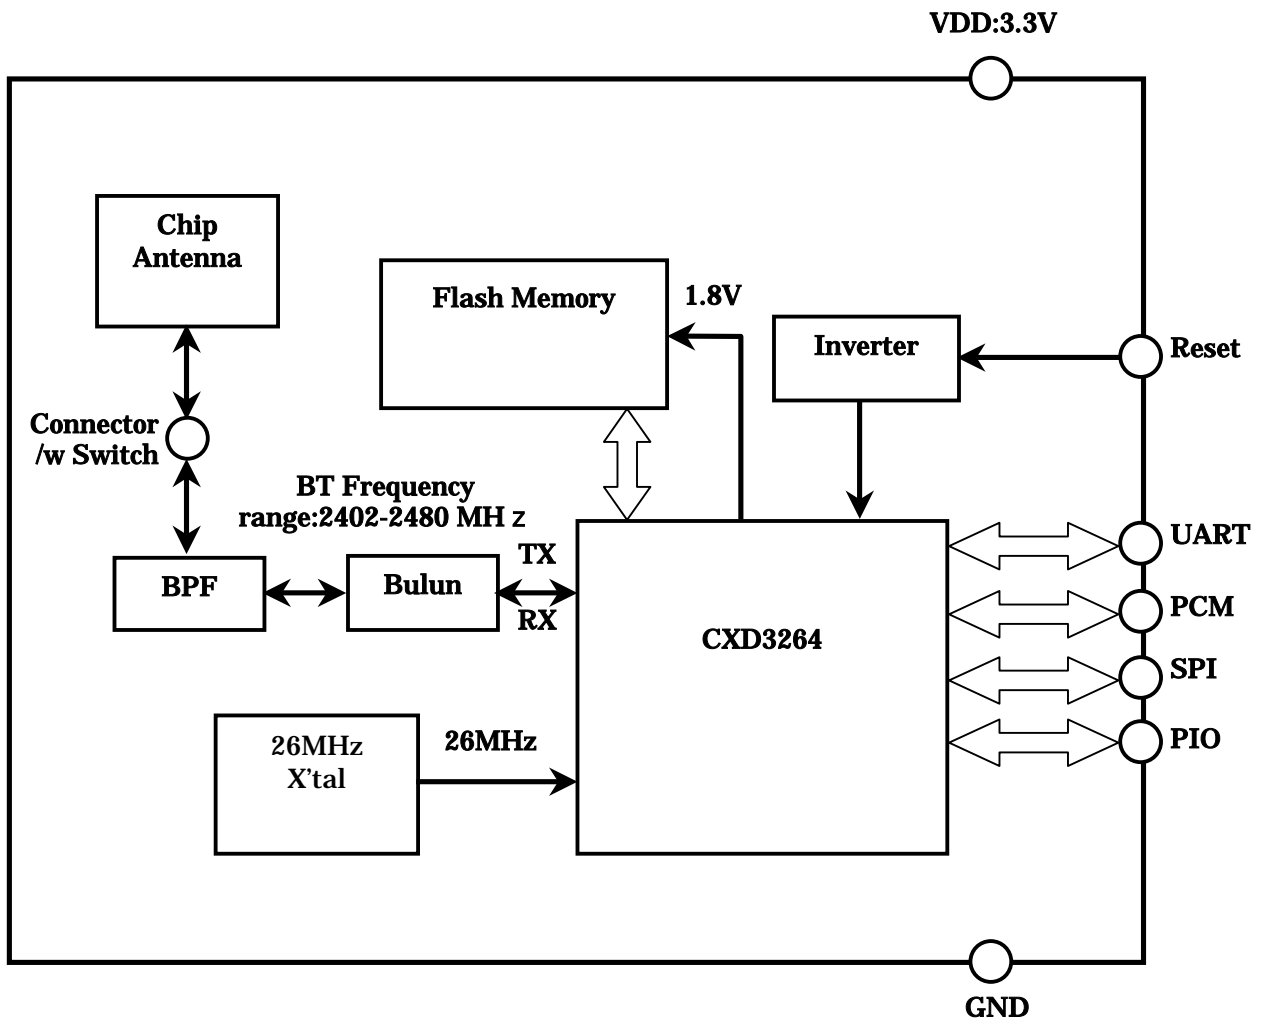 VDD:3.3V
Chip
Antenna
Flash Memory
1.8V
Inverter
Reset
Connector
/w Switch
BT Frequency
range:2402-2480 MH z
TX
UART
BPF
Bulun
RX
PCM
CXD3264
SPI
26MHz
X'tal
26MHz
PIO
GND